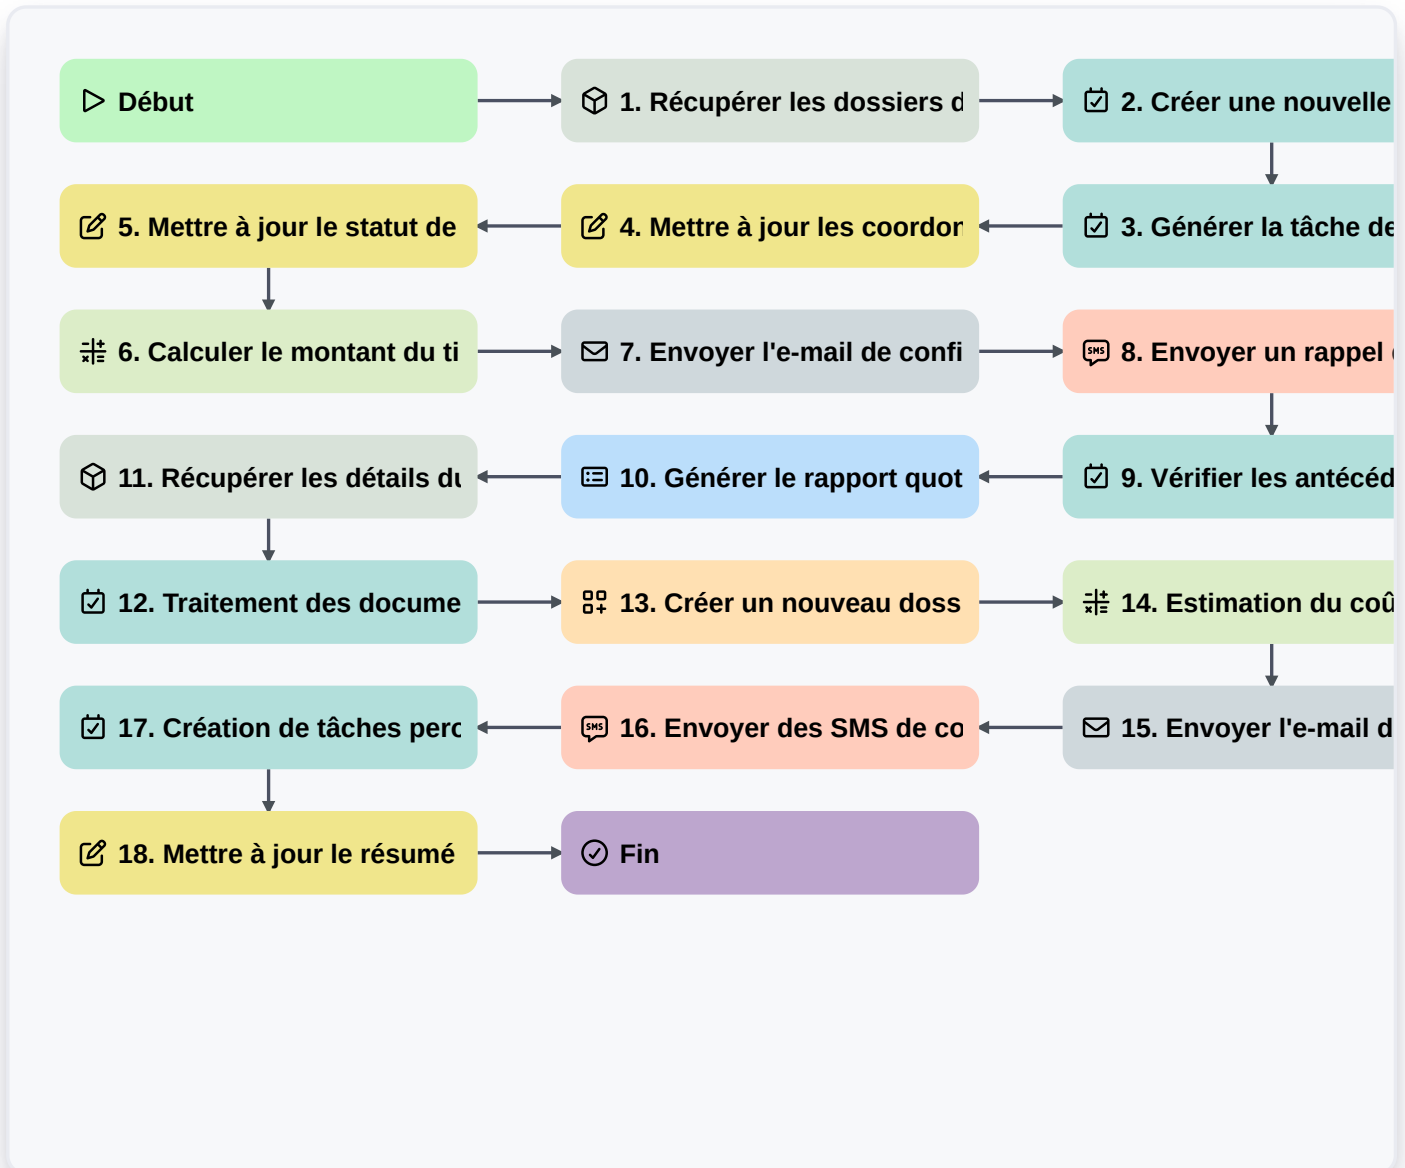 Début
1. Récupérer les dossiers d
2. Créer une nouvelle
5. Mettre à jour le statut de
4. Mettre à jour les coordon
3. Générer la tâche de
6. Calculer le montant du ti
7. Envoyer l'e-mail de confi
8. Envoyer un rappel
11. Récupérer les détails du
10. Générer le rapport quot
9. Vérifier les antécéd
12. Traitement des docume
13. Créer un nouveau doss
14. Estimation du coû
17. Création de tâches perc
16. Envoyer des SMS de co
15. Envoyer l'e-mail d
18. Mettre à jour le résumé
Fin